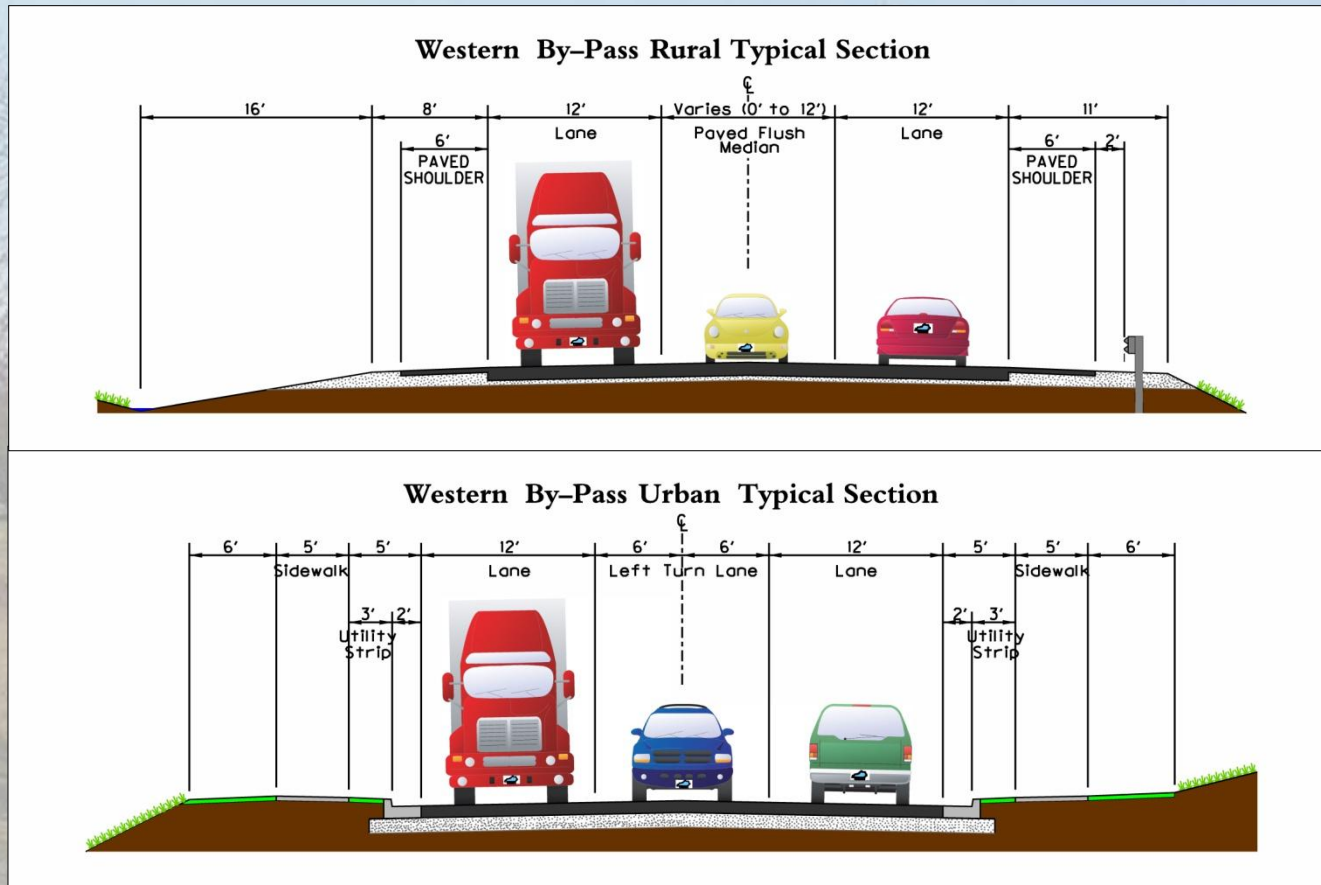 Western By–Pass Rural Typical Section
℄
16' 8' 12' Varies (0' to 12') 12' 11'
Lane Paved Flush Lane
Median
6' 6' 2'
PAVED PAVED
SHOULDER SHOULDER
Western By–Pass Urban Typical Section
℄
6' 5' 5' 12' 6' 6' 12' 5' 5' 6'
Sidewalk Lane Left Turn Lane Lane Sidewalk
3' 2' 2' 3'
Utility Utility
Strip Strip